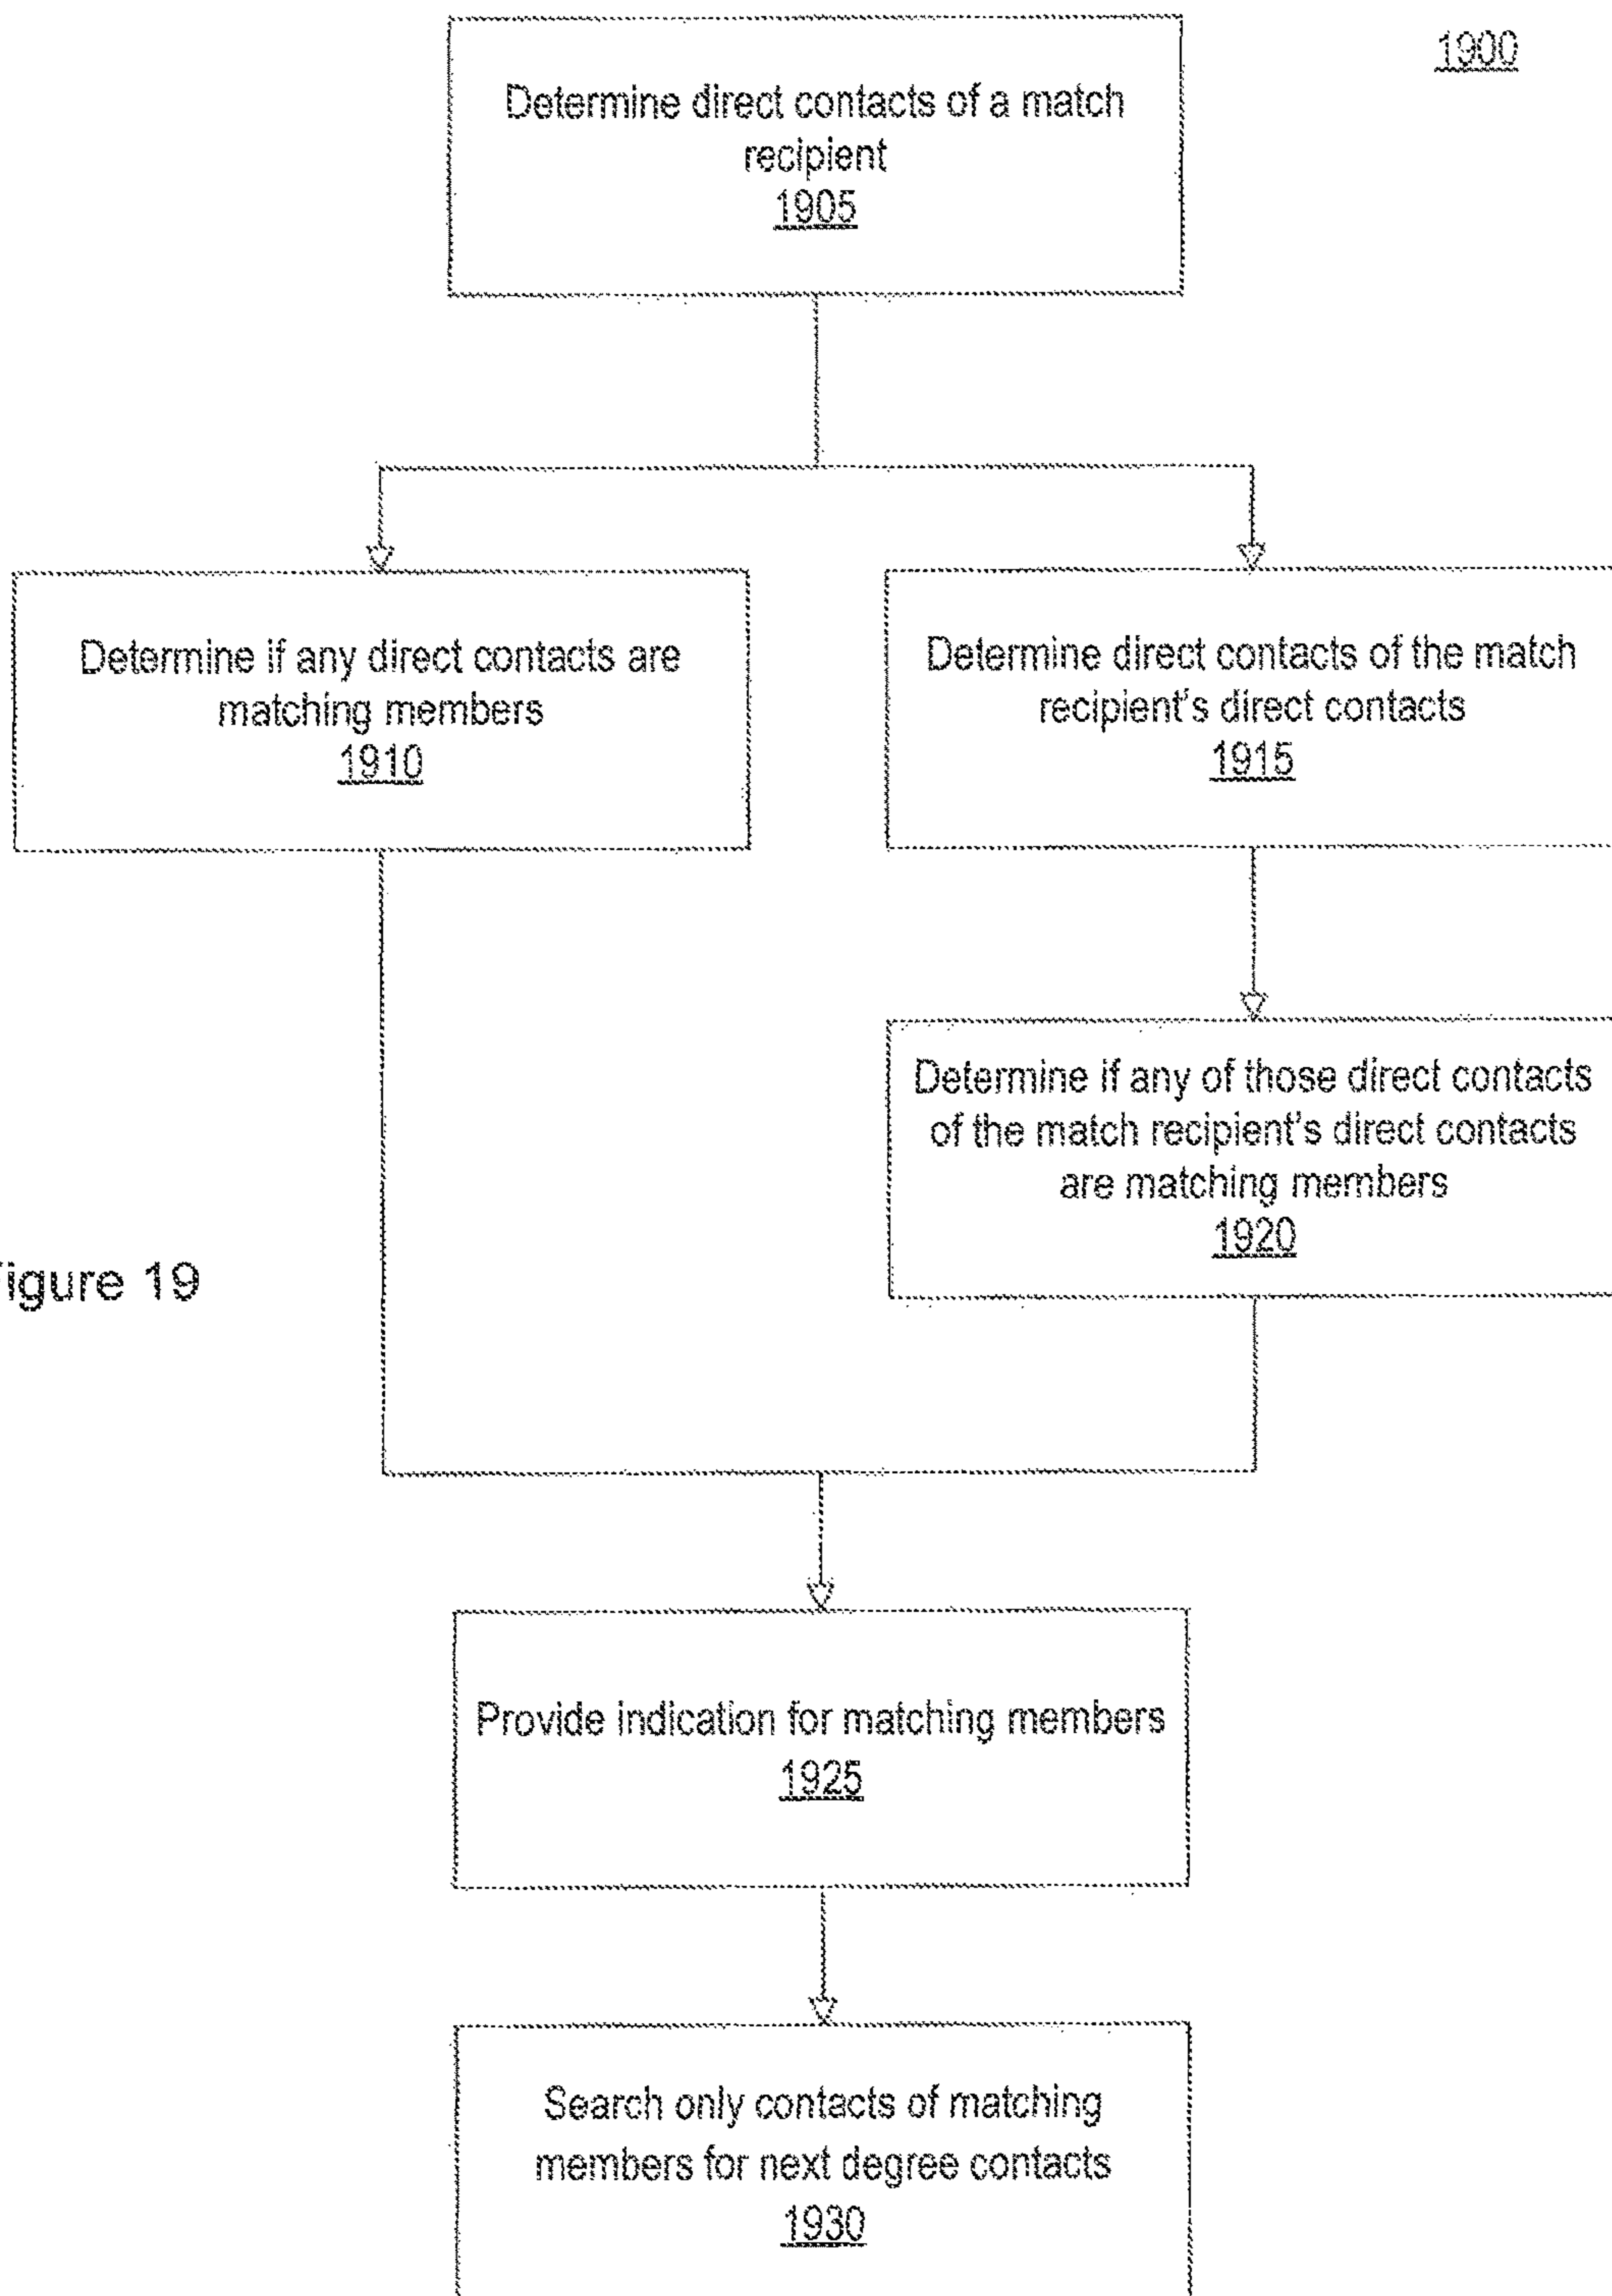 1900
Determine direct contacts of a match
recipient
1905
Determine if any direct contacts are
matching members
1910
Determine direct contacts of the match
recipient's direct contacts
1915
Determine if any of those direct contacts
of the match recipient's direct contacts
are matching members
1920
igure 19
Provide indication for matching members
1925
Search only contacts of matching
members for next degree contacts
1930